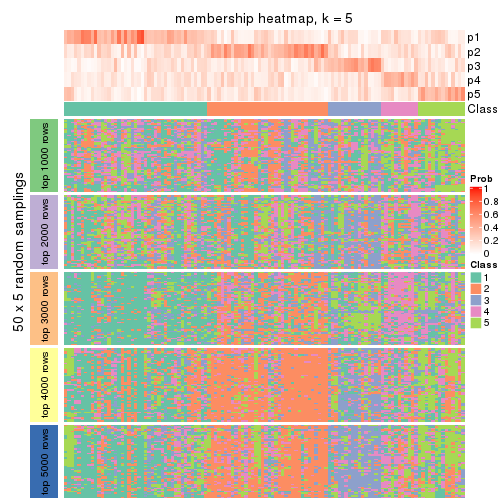 membership heatmap, k = 5
p1
p2
p3
p4
p5
Class
50 x 5 random samplings
top 1000 rows
top 2000 rows
top 3000 rows
top 4000 rows
top 5000 rows
Prob
1
0.8
0.6
0.4
0.2
0
Class
1
2
3
4
5